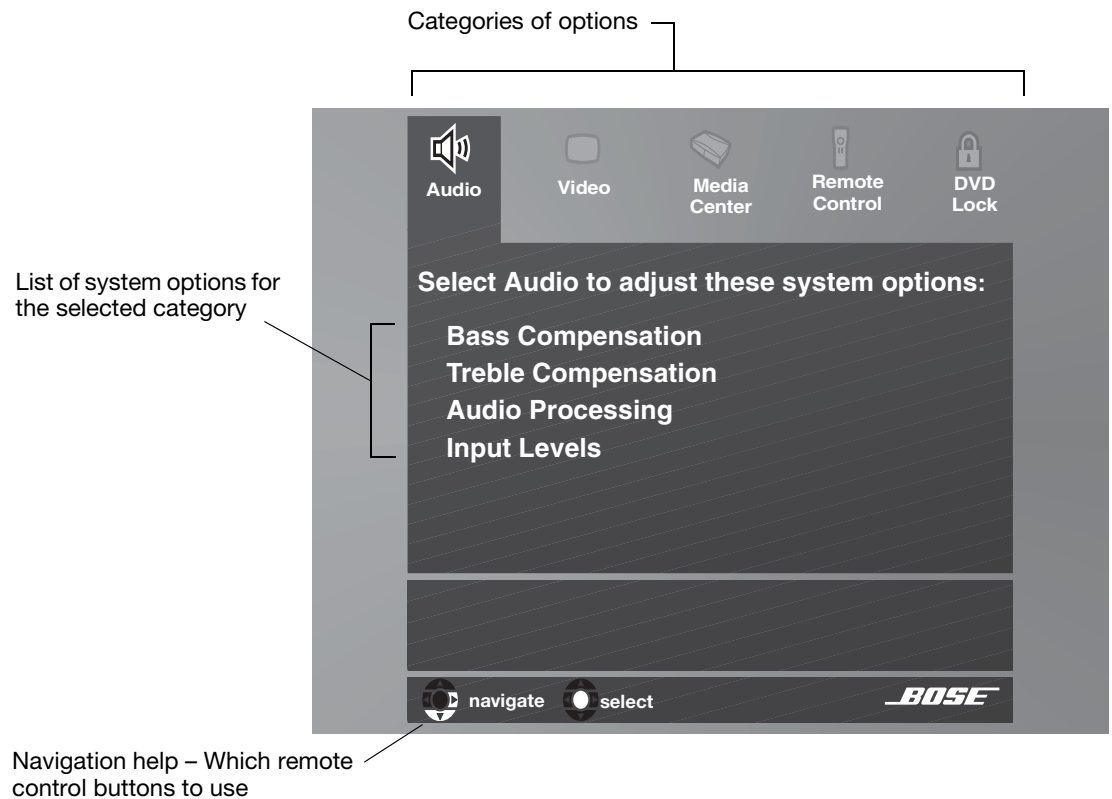 Categories of options
Audio
Video
Media
Center
Remote
Control
DVD
Lock
List of system options for
the selected category
Select Audio to adjust these system options:
Bass Compensation
Treble Compensation
Audio Processing
Input Levels
navigate
select
BOSE
Navigation help – Which remote
control buttons to use